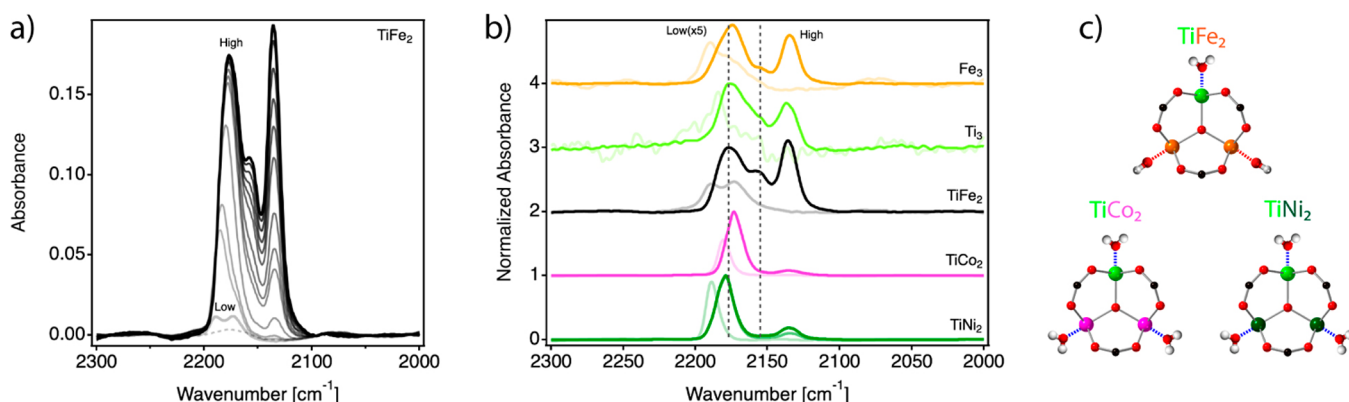 a)
TiFe2
High
Low
0.15
0.10
0.05
0.00
Absorbance
2300 2200 2100 2000
Wavenumber [cm-1]
b)
Low(x5)
High
Fe3
Ti3
TiFe2
TiCo2
TiNi2
4
3
2
1
0
Normalized Absorbance
2300 2250 2200 2150 2100 2050 2000
Wavenumber [cm-1]
c)
TiFe2
TiCo2 TiNi2